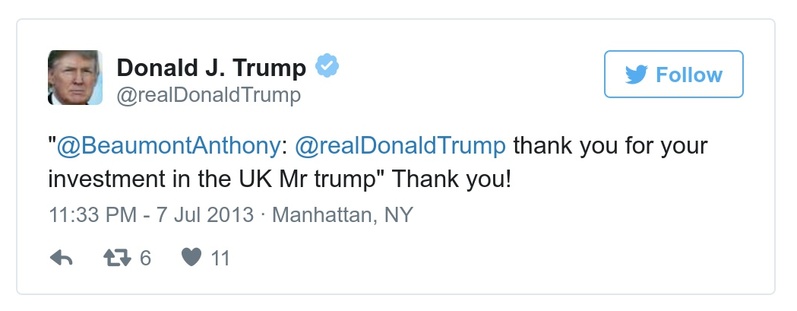 Donald J. Trump
@realDonaldTrump
Follow
"@BeaumontAnthony: @realDonaldTrump thank you for your
investment in the UK Mr trump" Thank you!
11:33 PM - 7 Jul 2013 · Manhattan, NY
6 11